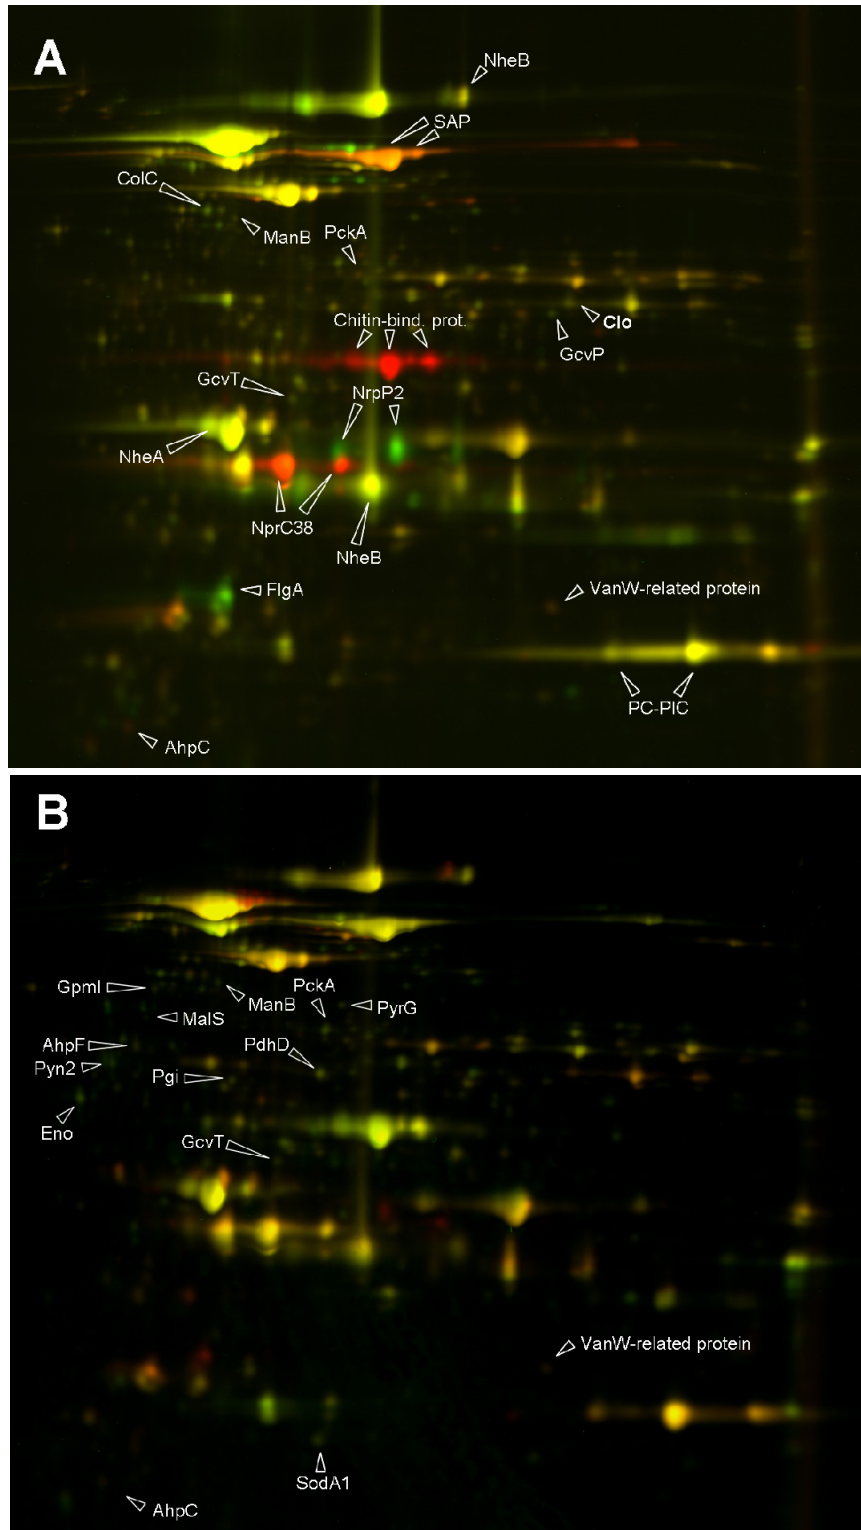 A
NheB
SAP
ColC
ManB
PckA
Chitin-bind. prot.
Clo
GcvP
GcvT
NrpP2
NheA
NprC38
NheB
FlgA
VanW-related protein
PC-PlC
AhpC
B
GpmI
ManB
PckA
PyrG
MalS
AhpF
PdhD
Pyn2
Pgi
Eno
GcvT
VanW-related protein
SodA1
AhpC